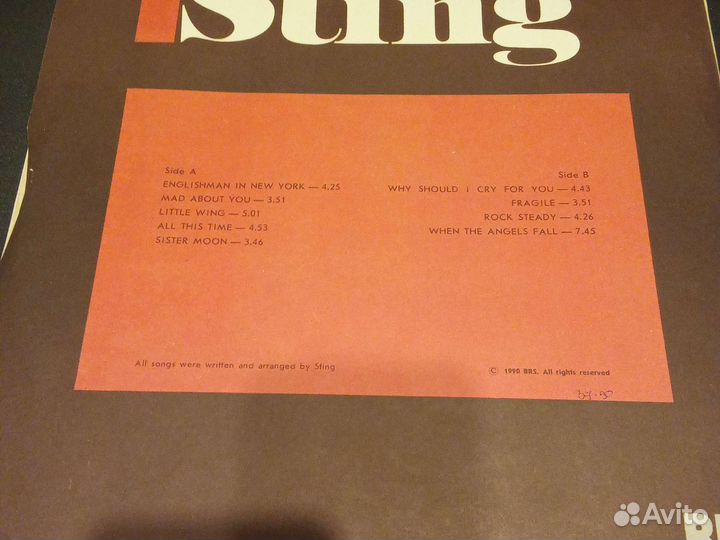 Sting
Side A
ENGLISHMAN IN NEW YORK — 4.25
MAD ABOUT YOU — 3.51
LITTLE WING — 5.01
ALL THIS TIME — 4.53
SISTER MOON — 3.46
Side B
WHY SHOULD I CRY FOR YOU — 4.43
FRAGILE — 3.51
ROCK STEADY — 4.26
WHEN THE ANGELS FALL — 7.45
All songs were written and arranged by Sting
© 1990 BRS. All rights reserved
Avito